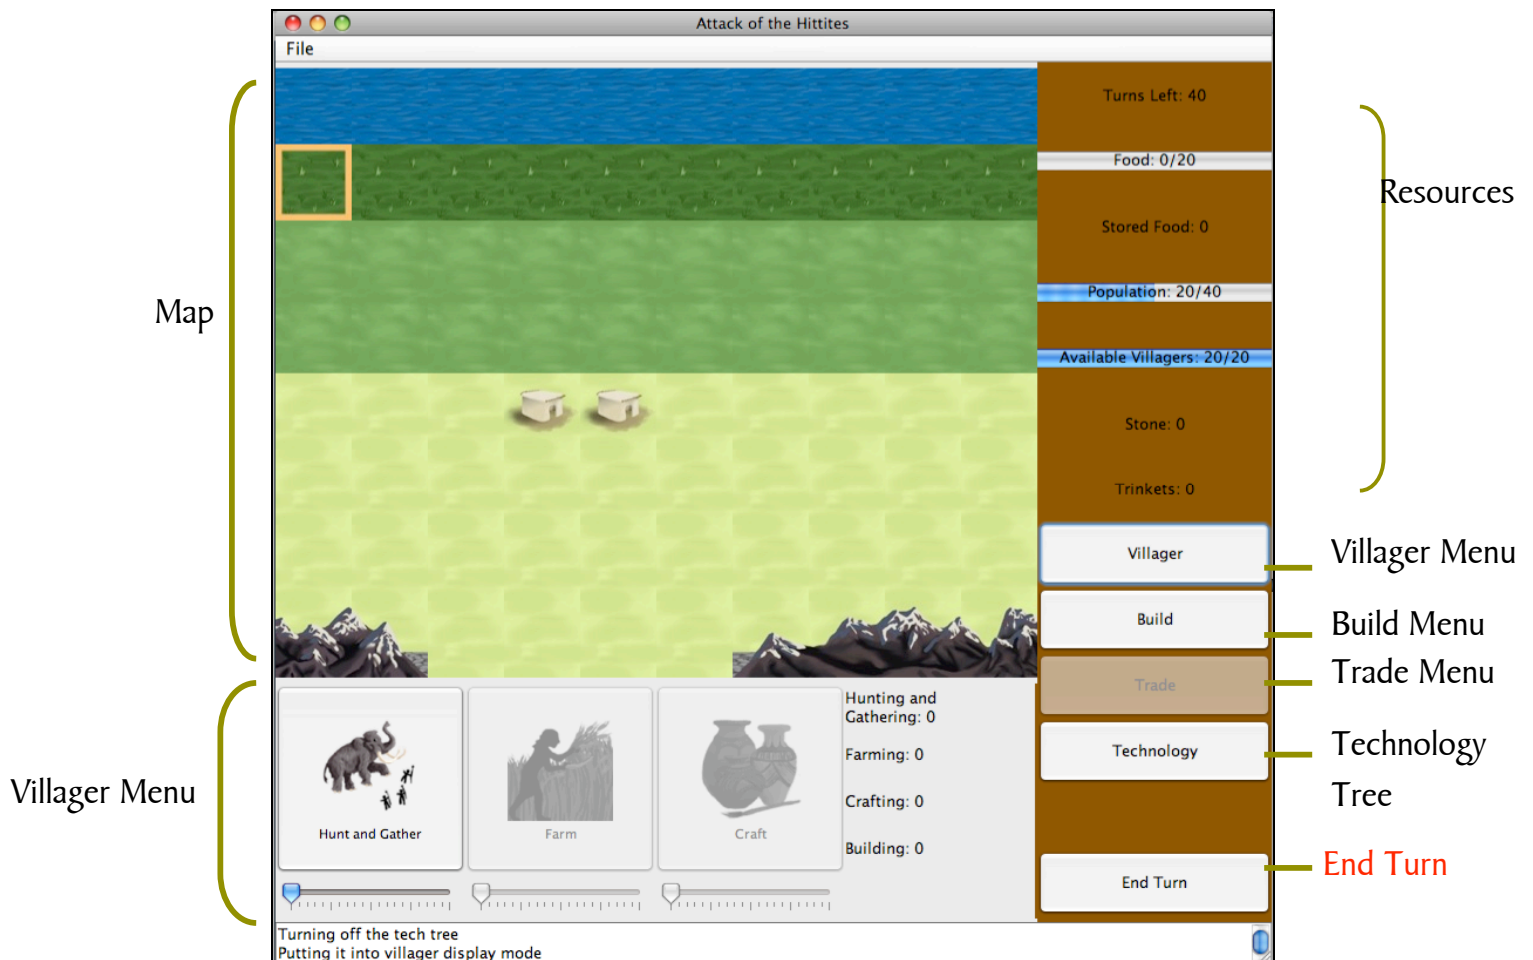 Attack of the Hittites
File
Turns Left: 40
Food: 0/20
Resources
Stored Food: 0
Population: 20/40
Map
Available Villagers: 20/20
Stone: 0
Trinkets: 0
Villager
Villager Menu
Build
Build Menu
Trade
Trade Menu
Technology
Technology
Tree
Villager Menu
Hunt and Gather
Farm
Craft
Hunting and
Gathering: 0
Farming: 0
Crafting: 0
Building: 0
End Turn
End Turn
Turning off the tech tree
Putting it into villager display mode